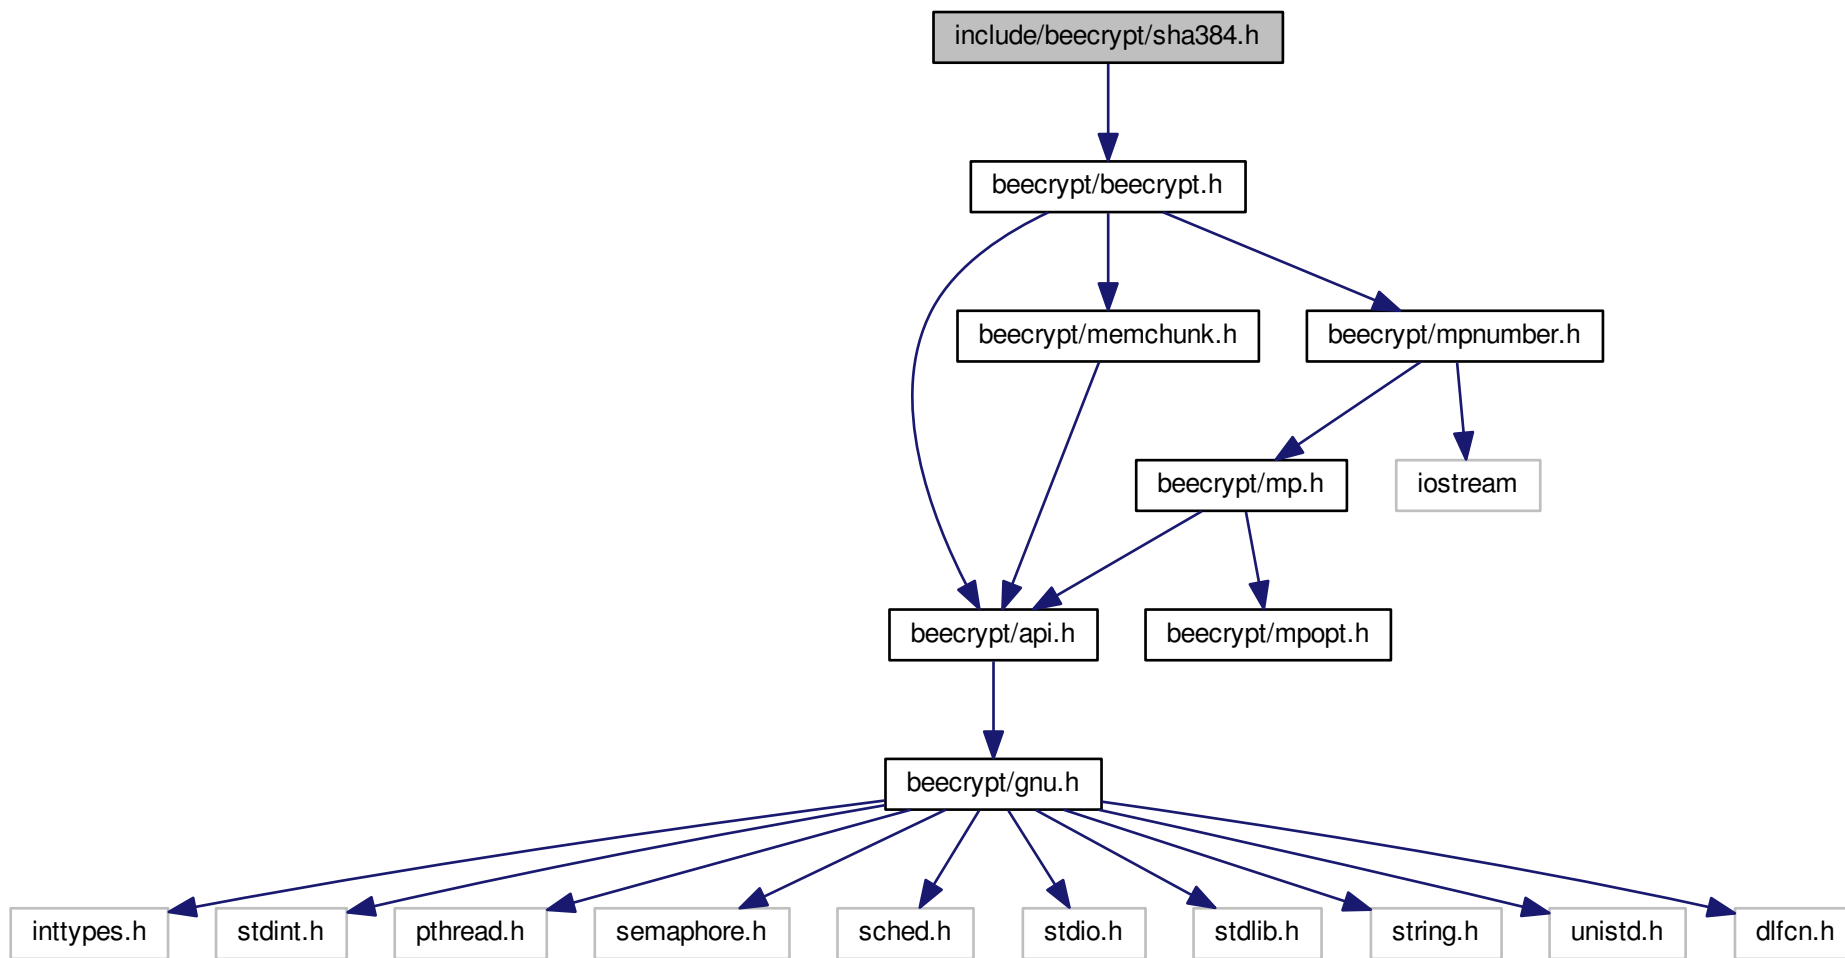 include/beecrypt/sha384.h
beecrypt/beecrypt.h
beecrypt/memchunk.h
beecrypt/mpnumber.h
beecrypt/mp.h
iostream
beecrypt/api.h
beecrypt/mpopt.h
beecrypt/gnu.h
inttypes.h
stdint.h
pthread.h
semaphore.h
sched.h
stdio.h
stdlib.h
string.h
unistd.h
dlfcn.h